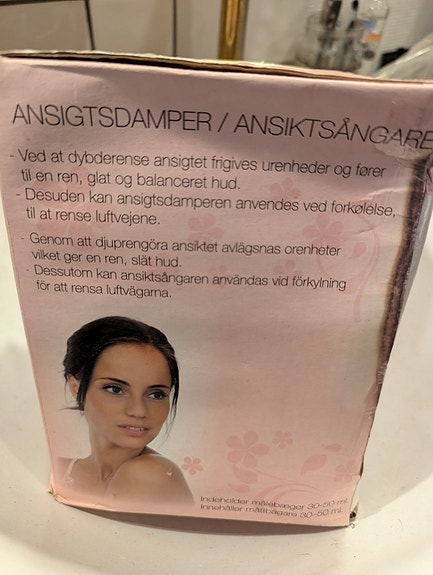 ANSIGTSDAMPER / ANSIKTSÅNGARE
- Ved at dybderense ansigtet frigives urenheder og fører
til en ren, glat og balanceret hud.
- Desuden kan ansigtsdamperen anvendes ved forkølelse,
til at rense luftvejene.
- Genom att djuprengöra ansiktet avlägsnas orenheter
vilket ger en ren, slät hud.
- Dessutom kan ansiktsångaren användas vid förkylning
för att rensa luftvägarna.
Indeholder målebæger 30-50 ml.
Innehåller måttbägare 30-50 ml.